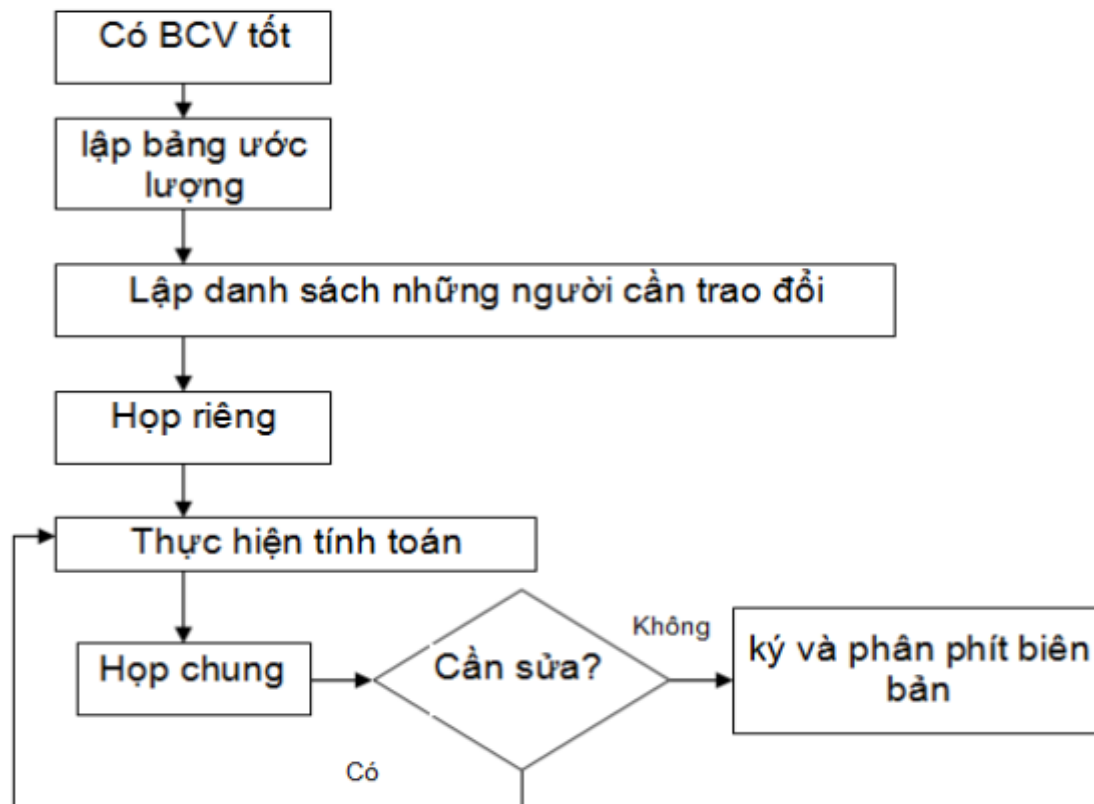 Có BCV tốt
lập bảng ước
lượng
Lập danh sách những người cần trao đổi
Họp riêng
Thực hiện tính toán
Họp chung
Cần sửa?
Không
ký và phân phít biên
bản
Có